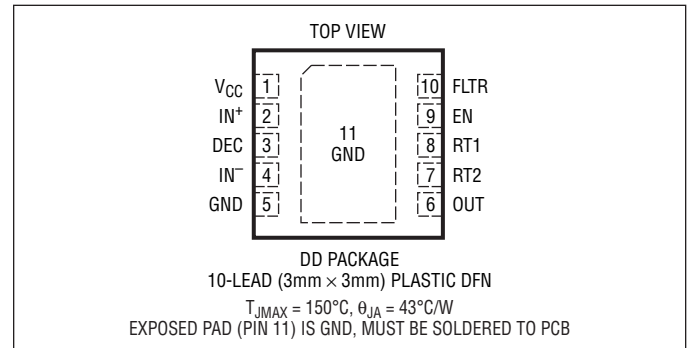 TOP VIEW
VCC 1
IN+ 2
DEC 3
IN– 4
GND 5
11
GND
10 FLTR
9 EN
8 RT1
7 RT2
6 OUT
DD PACKAGE
10-LEAD (3mm × 3mm) PLASTIC DFN
TJMAX = 150°C, θJA = 43°C/W
EXPOSED PAD (PIN 11) IS GND, MUST BE SOLDERED TO PCB